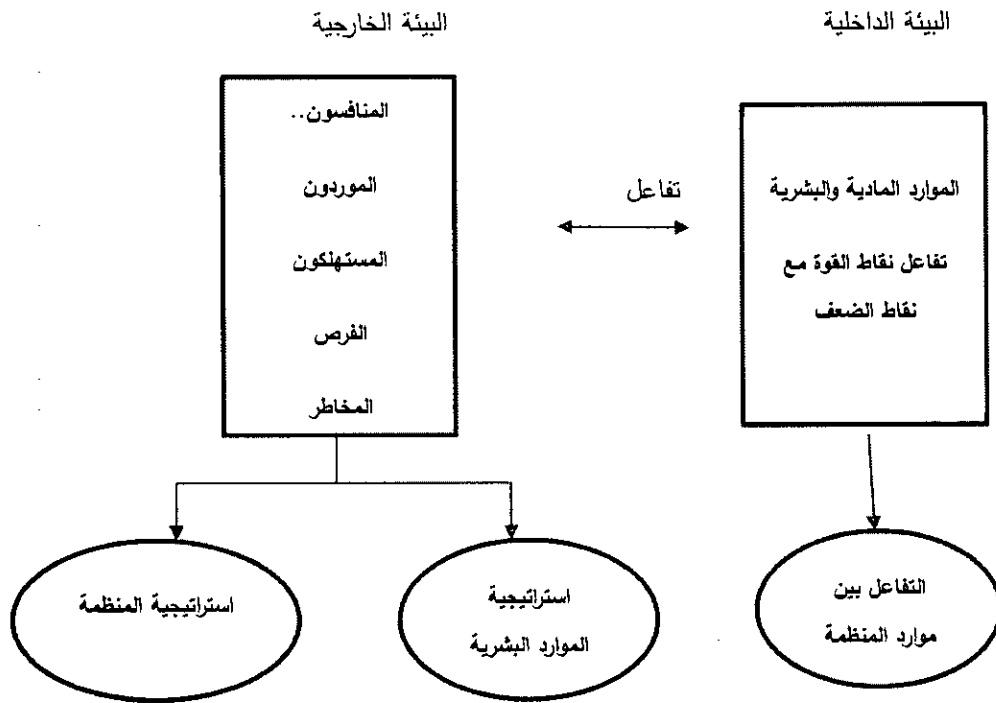 البيئة الداخلية
البيئة الخارجية
الموارد المادية والبشرية
تفاعل نقاط القوة مع
نقاط الضعف
تفاعل
المنافسون..
الموردون
المستهلكون
الفرص
المخاطر
التفاعل بين
موارد المنظمة
استراتيجية
الموارد البشرية
استراتيجية المنظمة